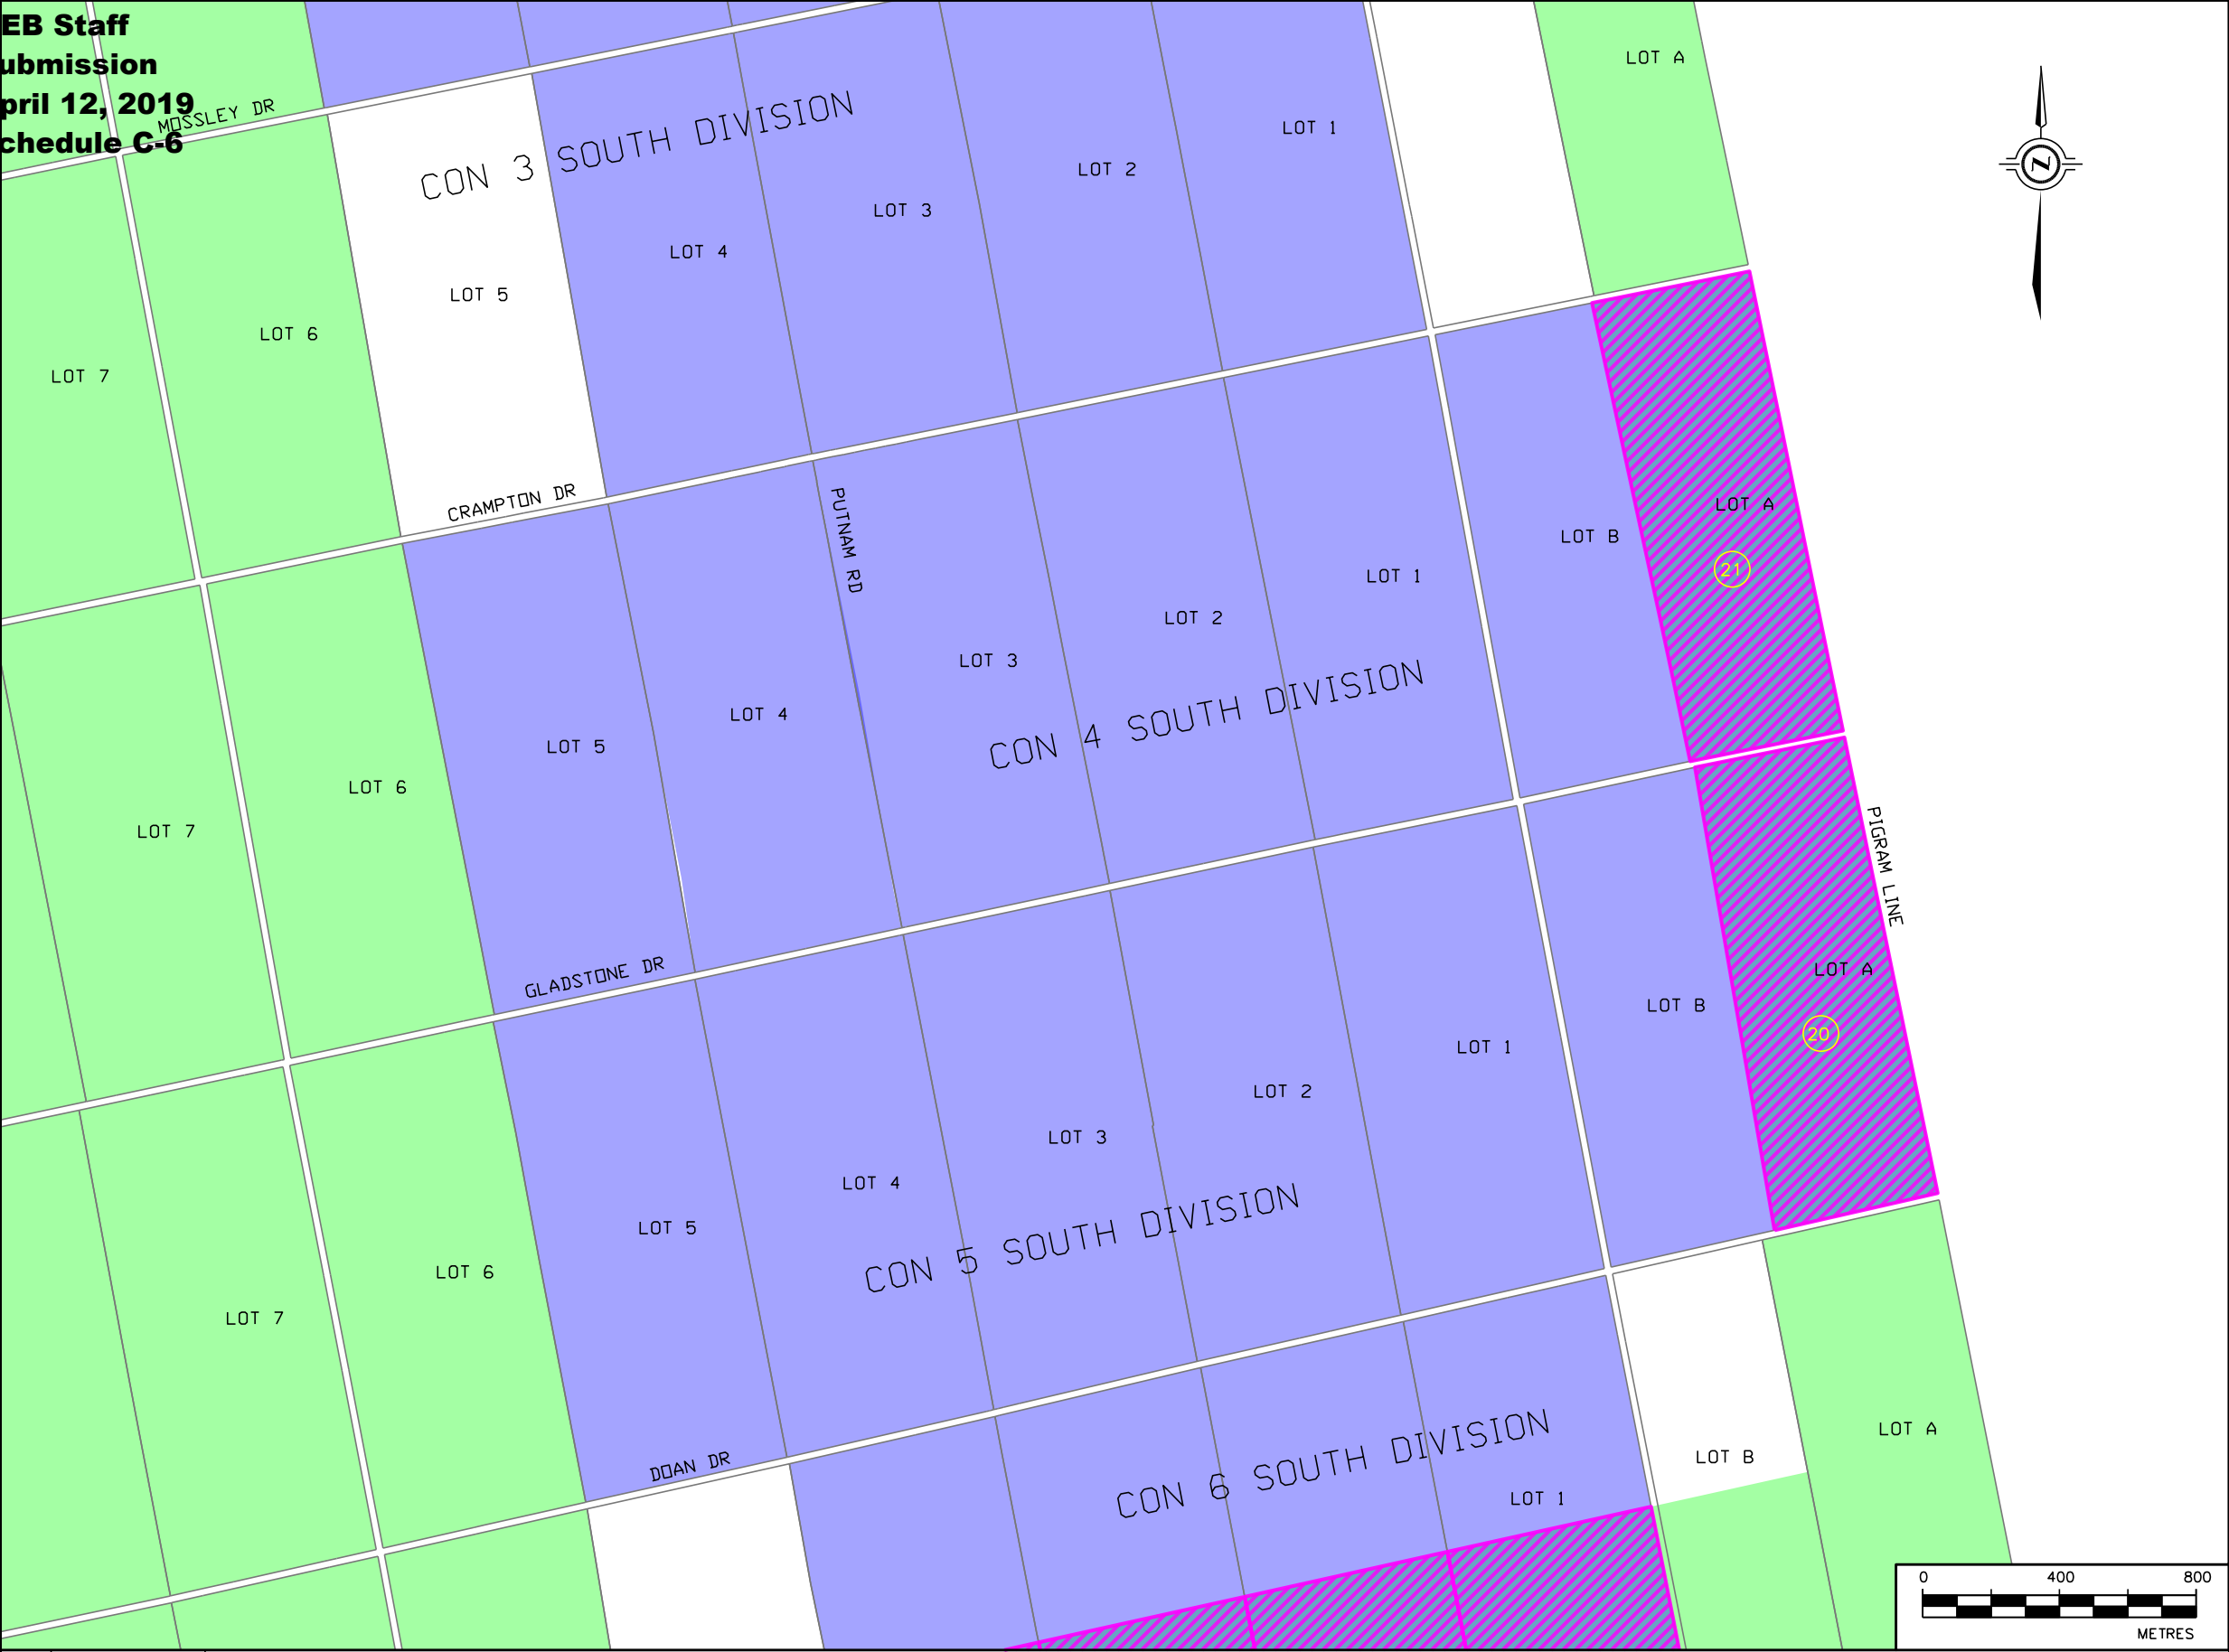 EB Staff
ubmission
pril 12, 2019
chedule C-6
MOSSLEY DR
CON 3 SOUTH DIVISION
LOT A
LOT 1
LOT 2
LOT 3
LOT 4
LOT 5
LOT 6
LOT 7
N
CRAMPTON DR
PUTNAM RD
LOT A
21
LOT B
LOT 1
LOT 2
LOT 3
CON 4 SOUTH DIVISION
LOT 4
LOT 5
LOT 6
LOT 7
PIGRAM LINE
GLADSTONE DR
LOT A
20
LOT B
LOT 1
LOT 2
LOT 3
LOT 4
CON 5 SOUTH DIVISION
LOT 5
LOT 6
LOT 7
DOAN DR
CON 6 SOUTH DIVISION
LOT A
LOT B
LOT 1
0 400 800
METRES